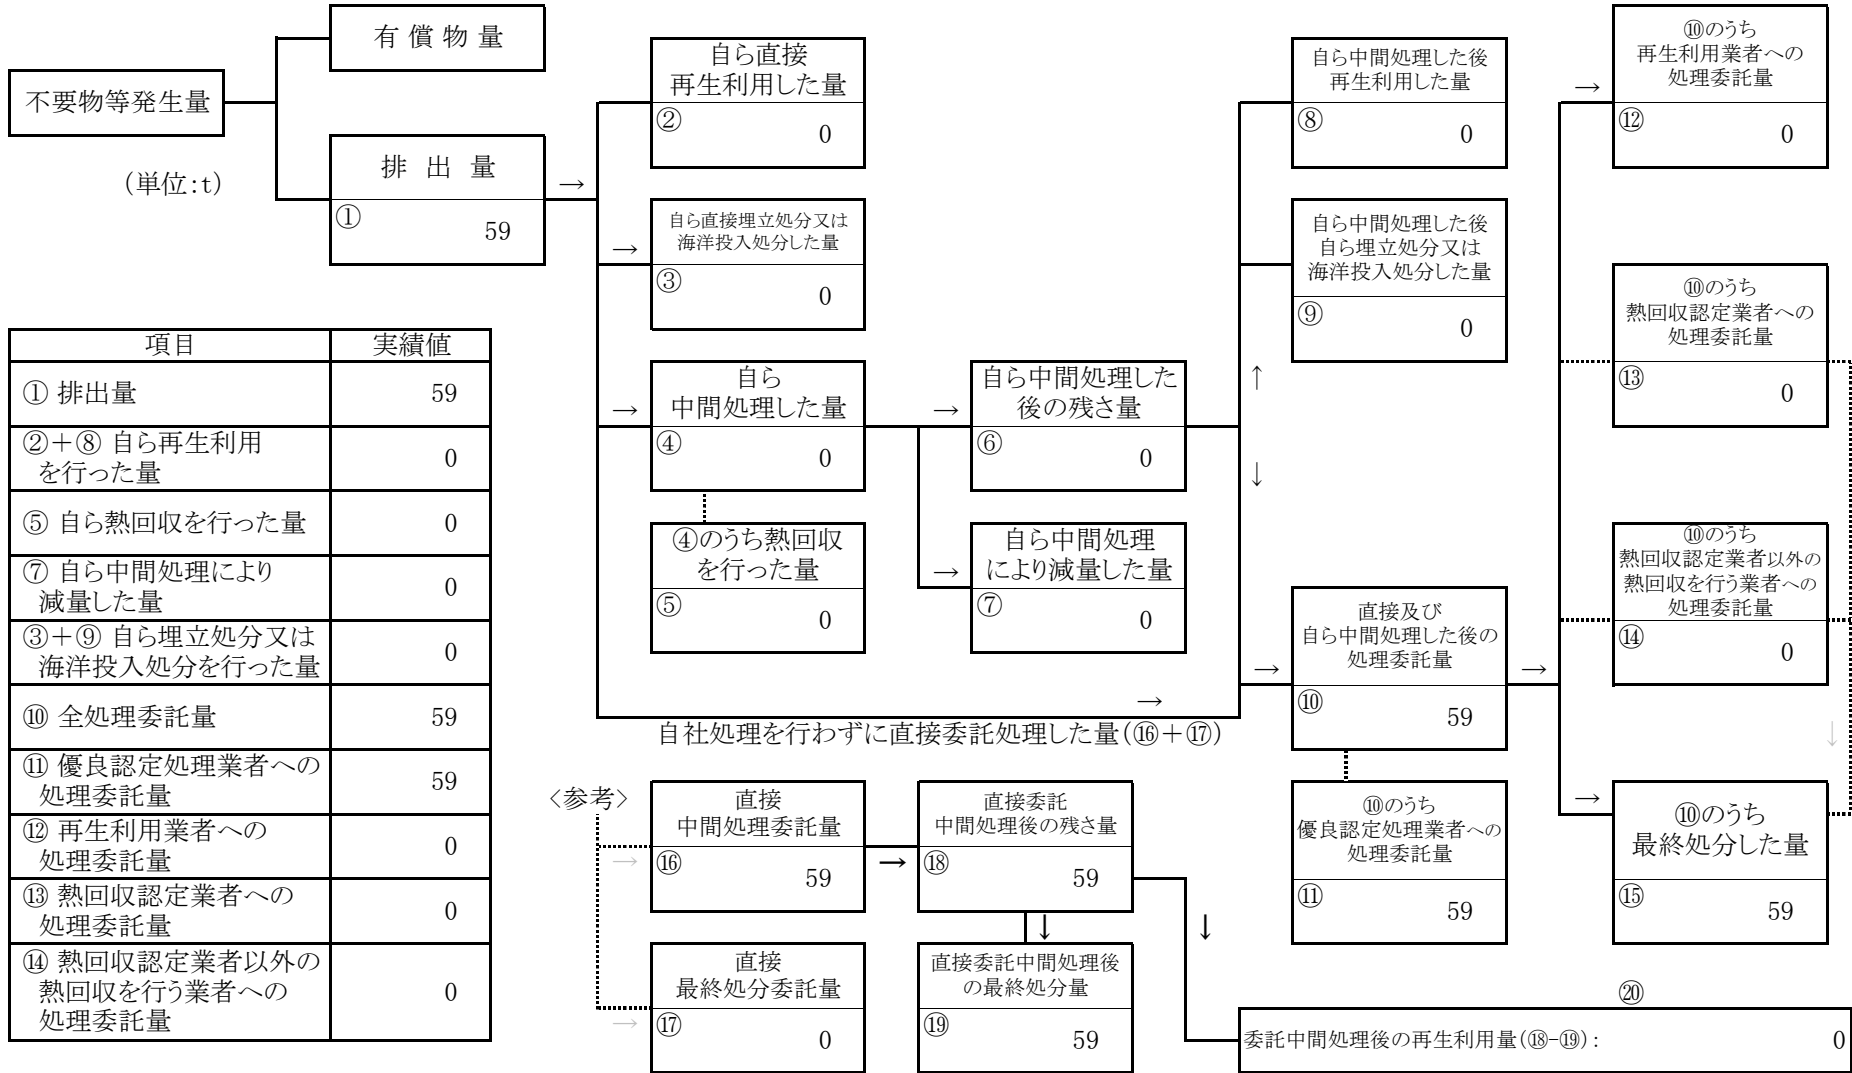 不要物等発生量
有 償 物 量
(単位:t)
排 出 量
①
59
→
自ら直接
再生利用した量
②
0
→
自ら直接埋立処分又は
海洋投入処分した量
③
0
→
自ら
中間処理した量
④
0
④のうち熱回収
を行った量
⑤
0
→
自ら中間処理した
後の残さ量
⑥
0
→
自ら中間処理
により減量した量
⑦
0
↑
↓
自ら中間処理した後
再生利用した量
⑧
0
自ら中間処理した後
自ら埋立処分又は
海洋投入処分した量
⑨
0
→
自社処理を行わずに直接委託処理した量(⑯+⑰)
→
直接及び
自ら中間処理した後の
処理委託量
⑩
59
→
⑩のうち
優良認定処理業者への
処理委託量
⑪
59
→
⑩のうち
再生利用業者への
処理委託量
⑫
0
⑩のうち
熱回収認定業者への
処理委託量
⑬
0
⑩のうち
熱回収認定業者以外の
熱回収を行う業者への
処理委託量
⑭
0
↓
→
⑩のうち
最終処分した量
⑮
59
項目 実績値
① 排出量 59
②+⑧ 自ら再生利用
を行った量 0
⑤ 自ら熱回収を行った量 0
⑦ 自ら中間処理により
減量した量 0
③+⑨ 自ら埋立処分又は
海洋投入処分を行った量 0
⑩ 全処理委託量 59
⑪ 優良認定処理業者への
処理委託量 59
⑫ 再生利用業者への
処理委託量 0
⑬ 熱回収認定業者への
処理委託量 0
⑭ 熱回収認定業者以外の
熱回収を行う業者への
処理委託量 0
<参考>
→
直接
中間処理委託量
⑯
59
→
直接委託
中間処理後の残さ量
⑱
59
↓
↓
→
直接
最終処分委託量
⑰
0
直接委託中間処理後
の最終処分量
⑲
59
⑳
委託中間処理後の再生利用量(⑱-⑲): 0